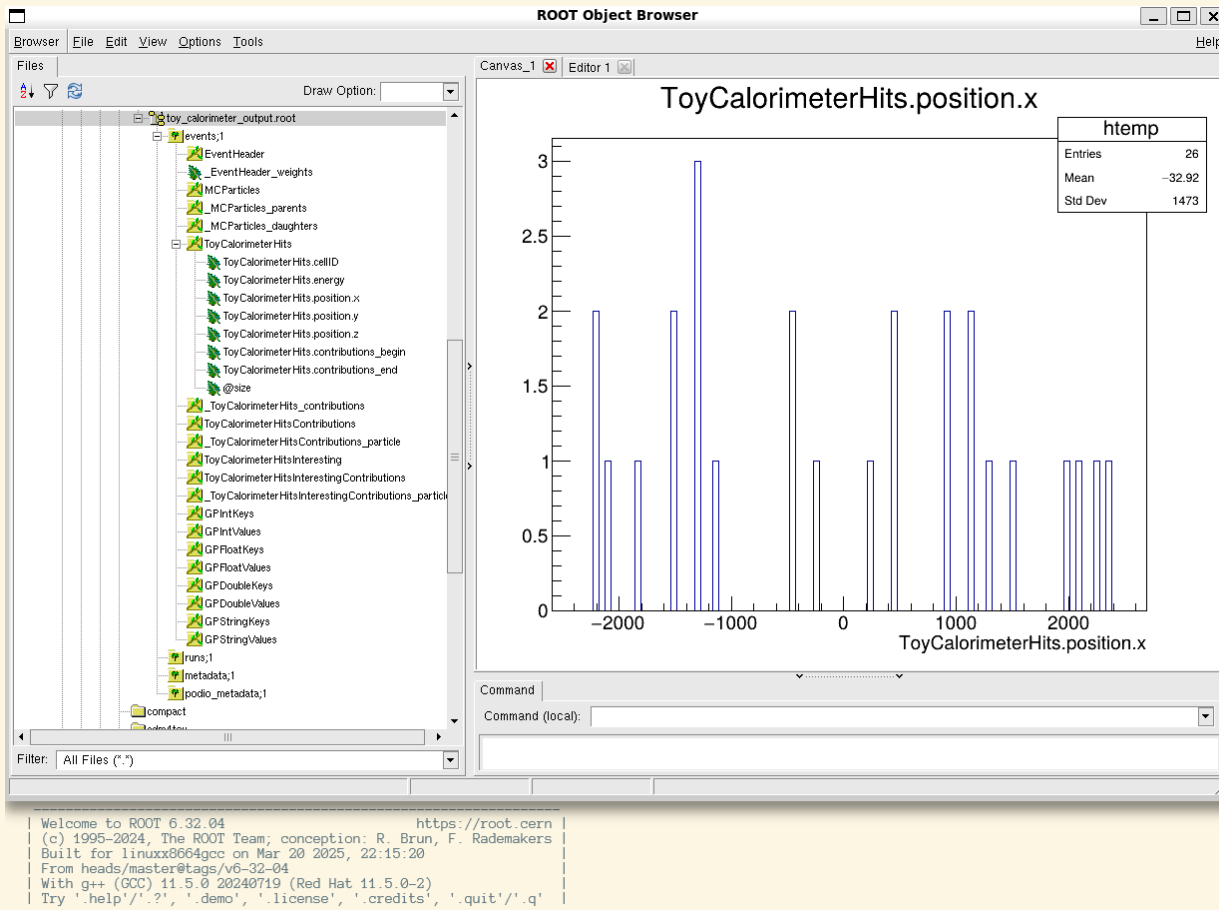 ROOT Object Browser
Browser File Edit View Options Tools Help
Files
Draw Option:
toy_calorimeter_output.root
events;1
EventHeader
_EventHeader_weights
MCParticles
_MCParticles_parents
_MCParticles_daughters
ToyCalorimeterHits
ToyCalorimeterHits.cellID
ToyCalorimeterHits.energy
ToyCalorimeterHits.position.x
ToyCalorimeterHits.position.y
ToyCalorimeterHits.position.z
ToyCalorimeterHits.contributions_begin
ToyCalorimeterHits.contributions_end
@size
_ToyCalorimeterHits_contributions
ToyCalorimeterHitsContributions
_ToyCalorimeterHitsContributions_particle
ToyCalorimeterHitsInteresting
ToyCalorimeterHitsInterestingContributions
_ToyCalorimeterHitsInterestingContributions_particl
GPIntKeys
GPIntValues
GPFloatKeys
GPFloatValues
GPDoubleKeys
GPDoubleValues
GPStringKeys
GPStringValues
runs;1
metadata;1
podio_metadata;1
compact
Filter: All Files (*.*)
Canvas_1 Editor 1
ToyCalorimeterHits.position.x
htemp
Entries 26
Mean −32.92
Std Dev 1473
3
2.5
2
1.5
1
0.5
0
−2000 −1000 0 1000 2000
ToyCalorimeterHits.position.x
Command
Command (local):
| Welcome to ROOT 6.32.04 https://root.cern |
| (c) 1995-2024, The ROOT Team; conception: R. Brun, F. Rademakers |
| Built for linuxx8664gcc on Mar 20 2025, 22:15:20 |
| From heads/master@tags/v6-32-04 |
| With g++ (GCC) 11.5.0 20240719 (Red Hat 11.5.0-2) |
| Try '.help'/'.?', '.demo', '.license', '.credits', '.quit'/'.q' |